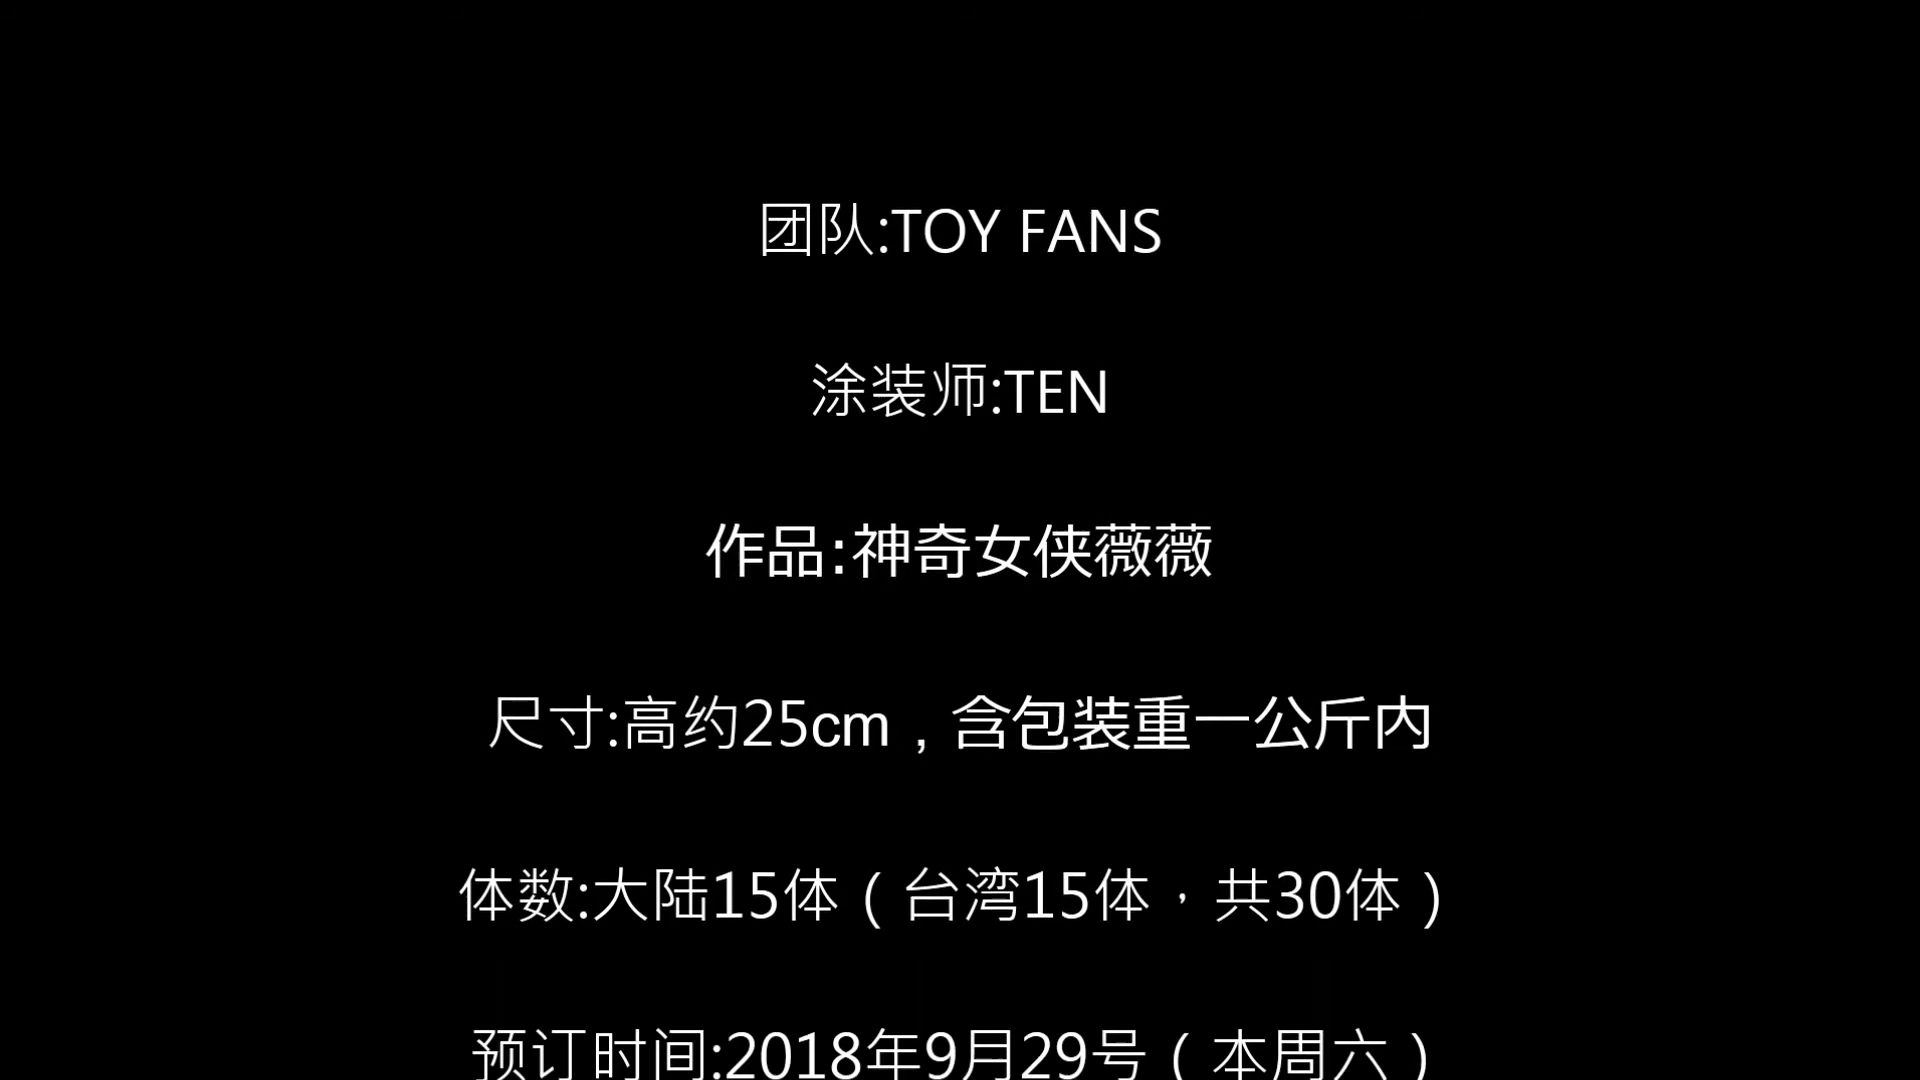 团队:TOY FANS
涂装师:TEN
作品:神奇女侠薇薇
尺寸:高约25cm，含包装重一公斤内
体数:大陆15体（台湾15体，共30体）
预订时间:2018年9月29号（本周六）